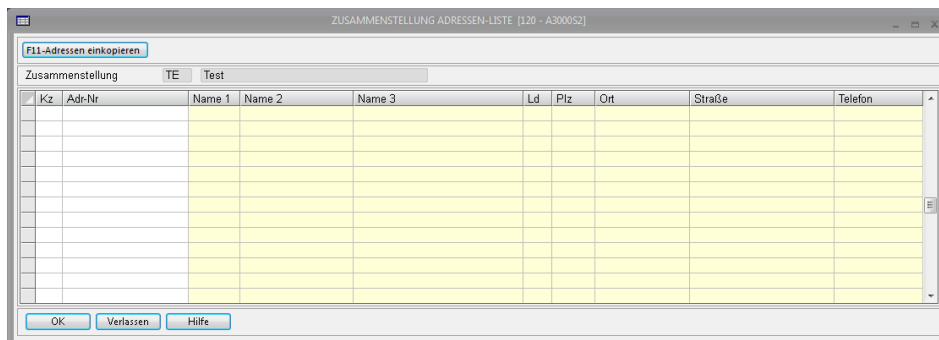 ZUSAMMENSTELLUNG ADRESSEN-LISTE [120 - A3000S2]
F11-Adressen einkopieren
Zusammenstellung TE Test
Kz Adr-Nr Name 1 Name 2 Name 3 Ld Plz Ort Straße Telefon
OK Verlassen Hilfe